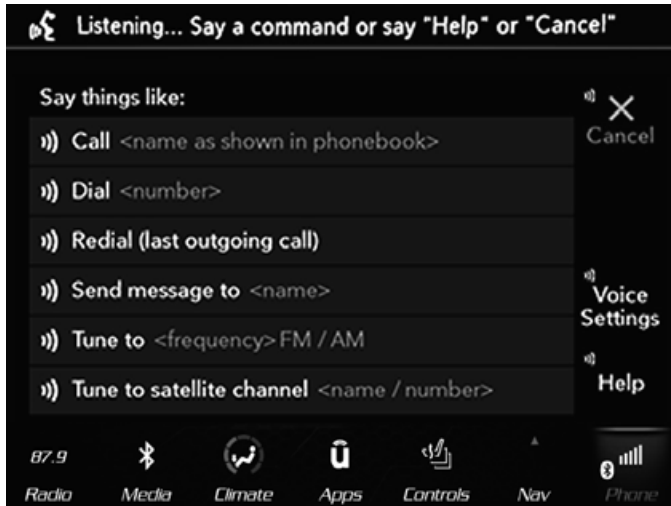 Listening... Say a command or say "Help" or "Cancel"
Say things like:
Call <name as shown in phonebook>
Cancel
Dial <number>
Redial (last outgoing call)
Send message to <name>
Voice
Settings
Tune to <frequency> FM / AM
Help
Tune to satellite channel <name / number>
87.9
Radio Media Climate Apps Controls Nav Phone